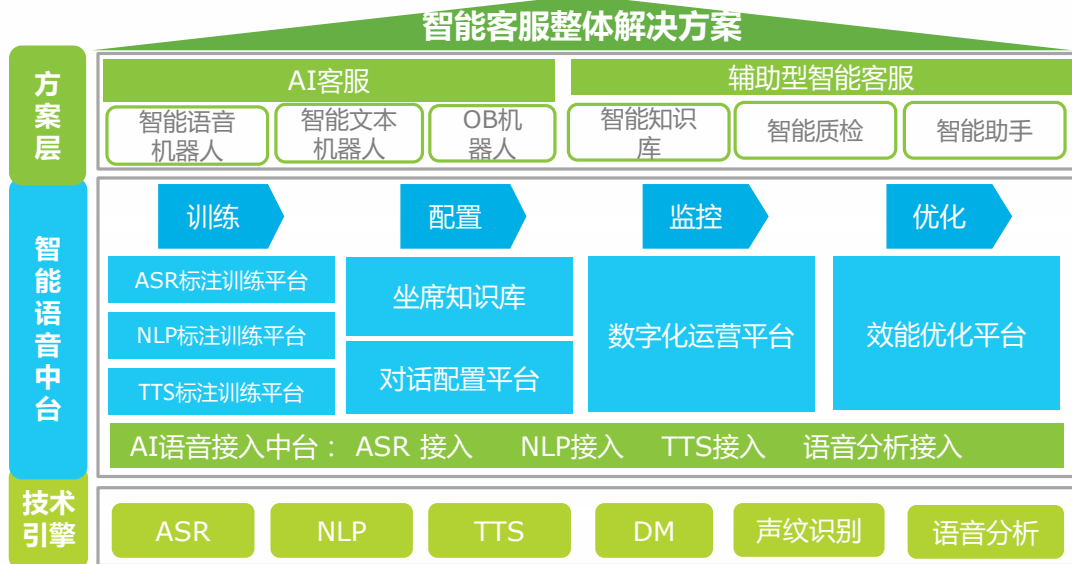 智能客服整体解决方案
方
案
层
AI客服
辅助型智能客服
智能语音
机器人
智能文本
机器人
OB机
器人
智能知识
库
智能质检
智能助手
智
能
语
音
中
台
训练
配置
监控
优化
ASR标注训练平台
NLP标注训练平台
TTS标注训练平台
坐席知识库
对话配置平台
数字化运营平台
效能优化平台
AI语音接入中台： ASR 接入 NLP接入 TTS接入 语音分析接入
技术
引擎
ASR
NLP
TTS
DM
声纹识别
语音分析